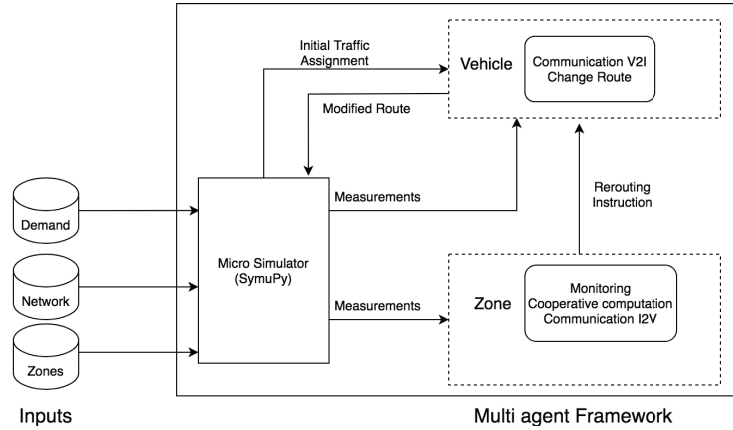 Initial Traffic
Assignment
Vehicle
Communication V2I
Change Route
Modified Route
Demand
Measurements
Rerouting
Instruction
Micro Simulator
(SymuPy)
Network
Measurements
Zone
Monitoring
Cooperative computation
Communication I2V
Zones
Inputs
Multi agent Framework